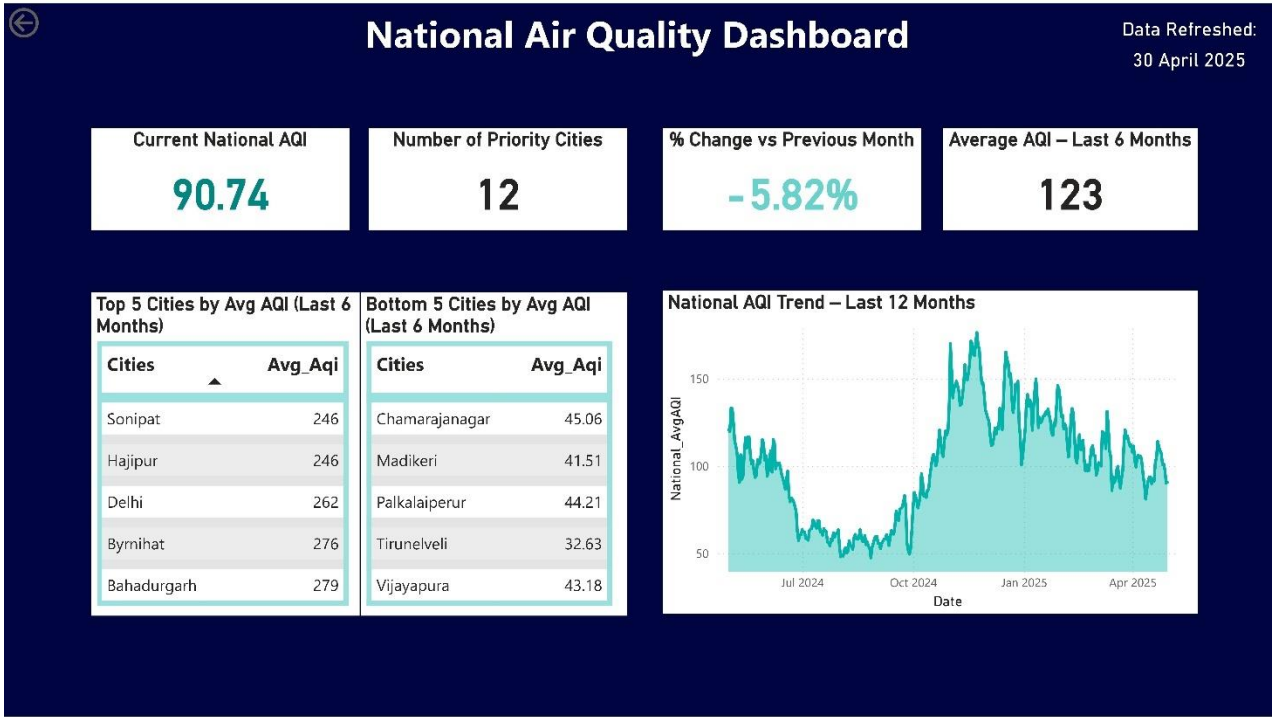 National Air Quality Dashboard
Data Refreshed:
30 April 2025
Current National AQI
90.74
Number of Priority Cities
12
% Change vs Previous Month
-5.82%
Average AQI – Last 6 Months
123
Top 5 Cities by Avg AQI (Last 6
Months)
Cities Avg_Aqi
Sonipat 246
Hajipur 246
Delhi 262
Byrnihat 276
Bahadurgarh 279
Bottom 5 Cities by Avg AQI
(Last 6 Months)
Cities Avg_Aqi
Chamarajanagar 45.06
Madikeri 41.51
Palkalaiperur 44.21
Tirunelveli 32.63
Vijayapura 43.18
National AQI Trend – Last 12 Months
National_AvgAQI
150
100
50
Jul 2024 Oct 2024 Jan 2025 Apr 2025
Date